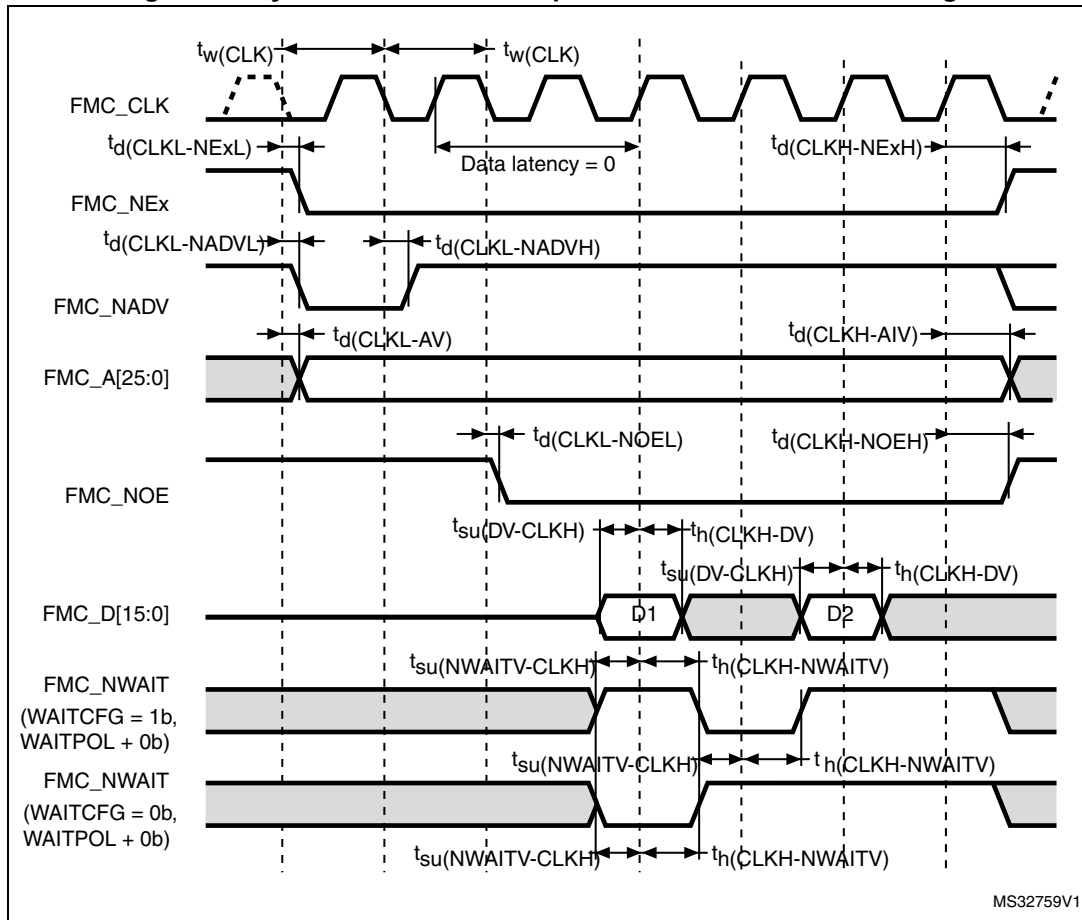 tw(CLK)
tw(CLK)
FMC_CLK
td(CLKL-NExL)
Data latency = 0
td(CLKH-NExH)
FMC_NEx
td(CLKL-NADVL)
td(CLKL-NADVH)
FMC_NADV
td(CLKL-AV)
td(CLKH-AIV)
FMC_A[25:0]
td(CLKL-NOEL)
td(CLKH-NOEH)
FMC_NOE
tsu(DV-CLKH)
th(CLKH-DV)
tsu(DV-CLKH)
th(CLKH-DV)
FMC_D[15:0]
D1
D2
tsu(NWAITV-CLKH)
th(CLKH-NWAITV)
FMC_NWAIT
(WAITCFG = 1b,
WAITPOL + 0b)
tsu(NWAITV-CLKH)
th(CLKH-NWAITV)
FMC_NWAIT
(WAITCFG = 0b,
WAITPOL + 0b)
tsu(NWAITV-CLKH)
th(CLKH-NWAITV)
MS32759V1